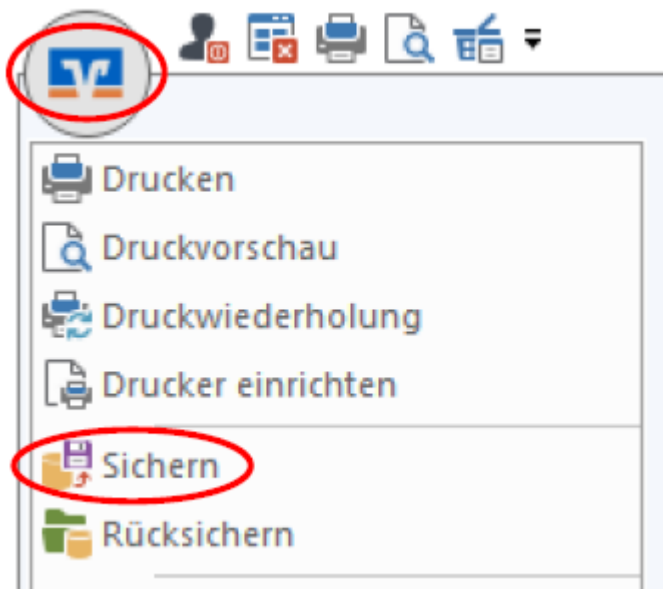 Drucken
Druckvorschau
Druckwiederholung
Drucker einrichten
Sichern
Rücksichern